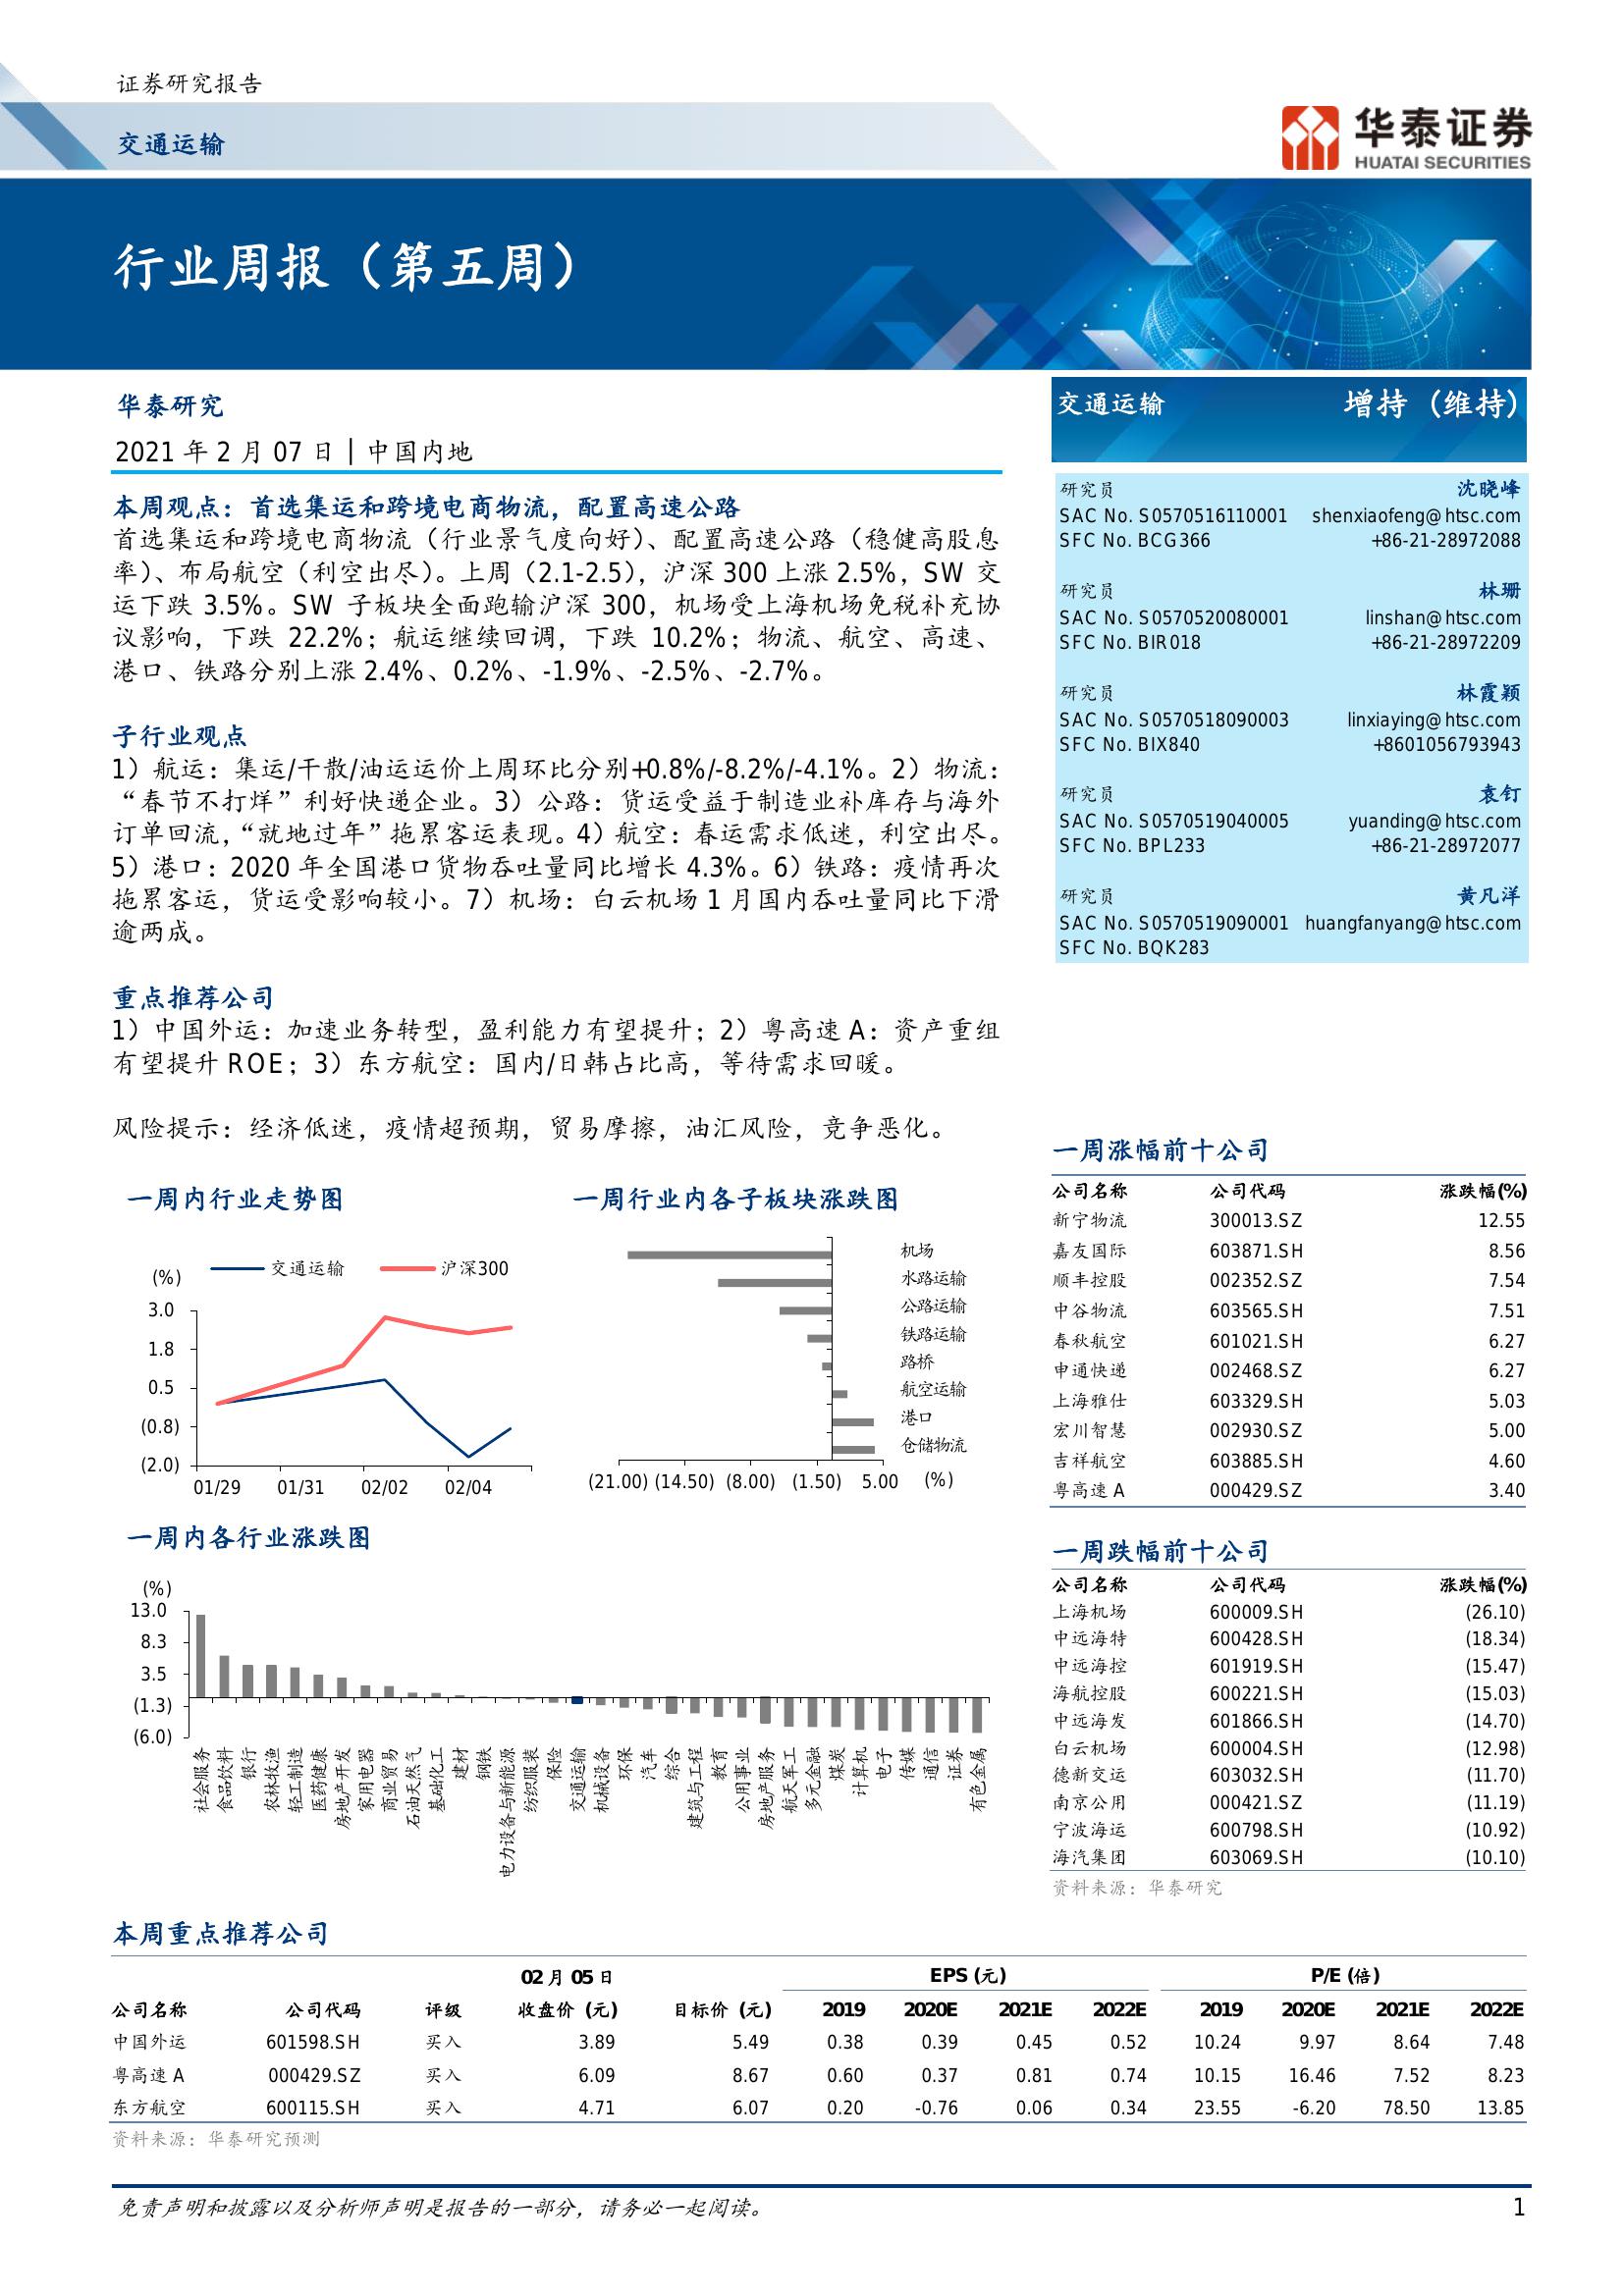 证券研究报告
交通运输
华泰证券
HUATAI SECURITIES
行业周报（第五周）
华泰研究
2021 年 2 月 07 日│中国内地
本周观点：首选集运和跨境电商物流，配置高速公路
首选集运和跨境电商物流（行业景气度向好）、配置高速公路（稳健高股息
率）、布局航空（利空出尽）。上周（2.1-2.5），沪深 300 上涨 2.5%，SW 交
运下跌 3.5%。SW 子板块全面跑输沪深 300，机场受上海机场免税补充协
议影响，下跌 22.2%；航运继续回调，下跌 10.2%；物流、航空、高速、
港口、铁路分别上涨 2.4%、0.2%、-1.9%、-2.5%、-2.7%。
子行业观点
1）航运：集运/干散/油运运价上周环比分别+0.8%/-8.2%/-4.1%。2）物流：
“春节不打烊”利好快递企业。3）公路：货运受益于制造业补库存与海外
订单回流，“就地过年”拖累客运表现。4）航空：春运需求低迷，利空出尽。
5）港口：2020 年全国港口货物吞吐量同比增长 4.3%。6）铁路：疫情再次
拖累客运，货运受影响较小。7）机场：白云机场 1 月国内吞吐量同比下滑
逾两成。
重点推荐公司
1）中国外运：加速业务转型，盈利能力有望提升；2）粤高速 A：资产重组
有望提升 ROE；3）东方航空：国内/日韩占比高，等待需求回暖。
风险提示：经济低迷，疫情超预期，贸易摩擦，油汇风险，竞争恶化。
交通运输 增持（维持）
研究员 沈晓峰
SAC No. S0570516110001 shenxiaofeng@htsc.com
SFC No. BCG366 +86-21-28972088
研究员 林珊
SAC No. S0570520080001 linshan@htsc.com
SFC No. BIR018 +86-21-28972209
研究员 林霞颖
SAC No. S0570518090003 linxiaying@htsc.com
SFC No. BIX840 +8601056793943
研究员 袁钉
SAC No. S0570519040005 yuanding@htsc.com
SFC No. BPL233 +86-21-28972077
研究员 黄凡洋
SAC No. S0570519090001 huangfanyang@htsc.com
SFC No. BQK283
一周内行业走势图
(%)
交通运输 沪深300
3.0
1.8
0.5
(0.8)
(2.0)
01/29 01/31 02/02 02/04
一周行业内各子板块涨跌图
机场
水路运输
公路运输
铁路运输
路桥
航空运输
港口
仓储物流
(21.00) (14.50) (8.00) (1.50) 5.00 (%)
一周内各行业涨跌图
(%)
13.0
8.3
3.5
(1.3)
(6.0)
社会服务
食品饮料
银行
农林牧渔
轻工制造
医药健康
房地产开发
家用电器
商业贸易
石油天然气
基础化工
建材
钢铁
电力设备与新能源
纺织服装
保险
交通运输
机械设备
环保
汽车
综合
建筑与工程
教育
公用事业
房地产服务
航天军工
多元金融
煤炭
计算机
电子
传媒
通信
证券
有色金属
一周涨幅前十公司
公司名称 公司代码 涨跌幅(%)
新宁物流 300013.SZ 12.55
嘉友国际 603871.SH 8.56
顺丰控股 002352.SZ 7.54
中谷物流 603565.SH 7.51
春秋航空 601021.SH 6.27
申通快递 002468.SZ 6.27
上海雅仕 603329.SH 5.03
宏川智慧 002930.SZ 5.00
吉祥航空 603885.SH 4.60
粤高速 A 000429.SZ 3.40
一周跌幅前十公司
公司名称 公司代码 涨跌幅(%)
上海机场 600009.SH (26.10)
中远海特 600428.SH (18.34)
中远海控 601919.SH (15.47)
海航控股 600221.SH (15.03)
中远海发 601866.SH (14.70)
白云机场 600004.SH (12.98)
德新交运 603032.SH (11.70)
南京公用 000421.SZ (11.19)
宁波海运 600798.SH (10.92)
海汽集团 603069.SH (10.10)
资料来源：华泰研究
本周重点推荐公司
02 月 05 日 EPS (元) P/E (倍)
公司名称 公司代码 评级 收盘价 (元) 目标价 (元) 2019 2020E 2021E 2022E 2019 2020E 2021E 2022E
中国外运 601598.SH 买入 3.89 5.49 0.38 0.39 0.45 0.52 10.24 9.97 8.64 7.48
粤高速 A 000429.SZ 买入 6.09 8.67 0.60 0.37 0.81 0.74 10.15 16.46 7.52 8.23
东方航空 600115.SH 买入 4.71 6.07 0.20 -0.76 0.06 0.34 23.55 -6.20 78.50 13.85
资料来源：华泰研究预测
免责声明和披露以及分析师声明是报告的一部分，请务必一起阅读。 1